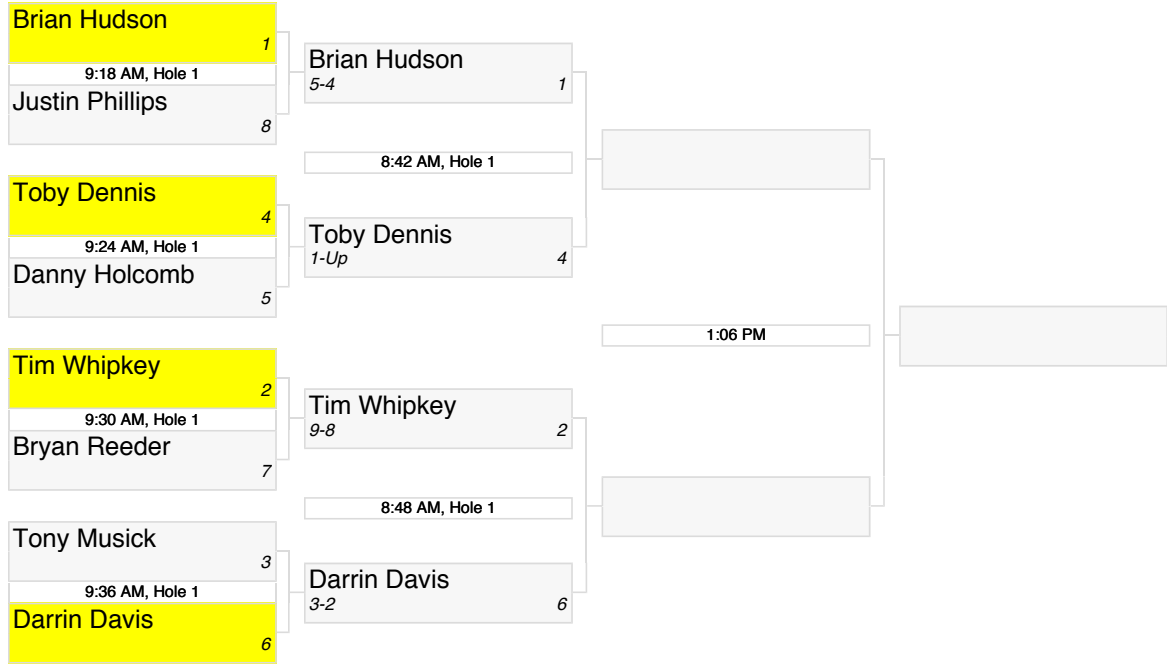 Brian Hudson
1
9:18 AM, Hole 1
Justin Phillips
8
Toby Dennis
4
9:24 AM, Hole 1
Danny Holcomb
5
Tim Whipkey
2
9:30 AM, Hole 1
Bryan Reeder
7
Tony Musick
3
9:36 AM, Hole 1
Darrin Davis
6
Brian Hudson
5-4 1
8:42 AM, Hole 1
Toby Dennis
1-Up 4
Tim Whipkey
9-8 2
8:48 AM, Hole 1
Darrin Davis
3-2 6
1:06 PM